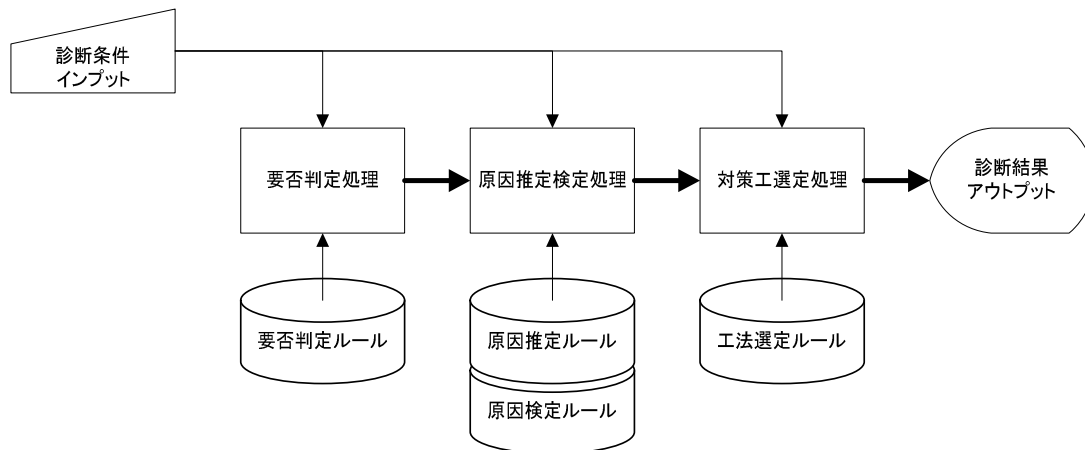 診断条件
インプット
要否判定処理
原因推定検定処理
対策工選定処理
診断結果
アウトプット
要否判定ルール
原因推定ルール
工法選定ルール
原因検定ルール